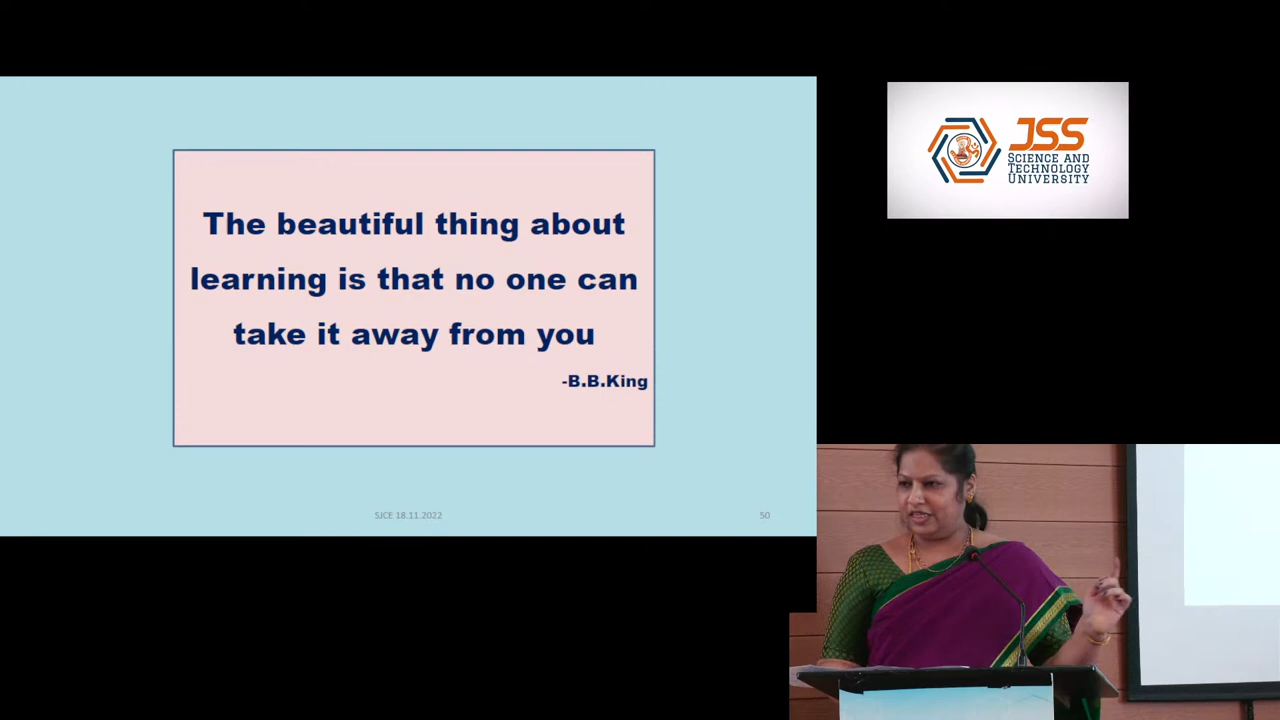 The beautiful thing about
learning is that no one can
take it away from you
-B.B.King
SJCE 18.11.2022
50
JSS
SCIENCE AND
TECHNOLOGY
UNIVERSITY